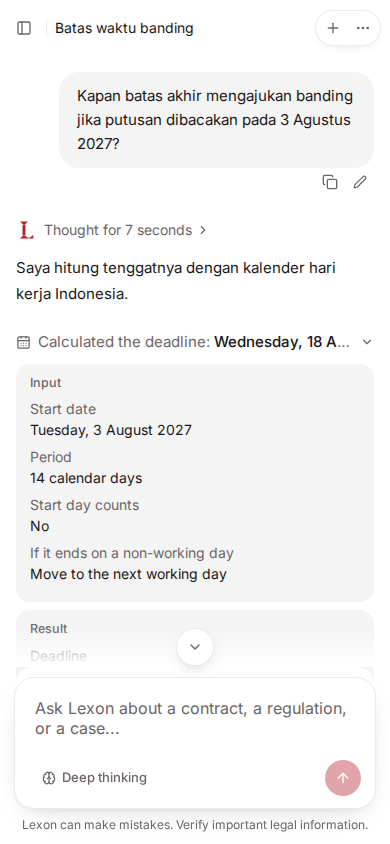 Batas waktu banding
Kapan batas akhir mengajukan banding
jika putusan dibacakan pada 3 Agustus
2027?
L Thought for 7 seconds
Saya hitung tenggatnya dengan kalender hari
kerja Indonesia.
Calculated the deadline: Wednesday, 18 A...
Input
Start date
Tuesday, 3 August 2027
Period
14 calendar days
Start day counts
No
If it ends on a non-working day
Move to the next working day
Result
Deadline
Ask Lexon about a contract, a regulation,
or a case...
Deep thinking
Lexon can make mistakes. Verify important legal information.